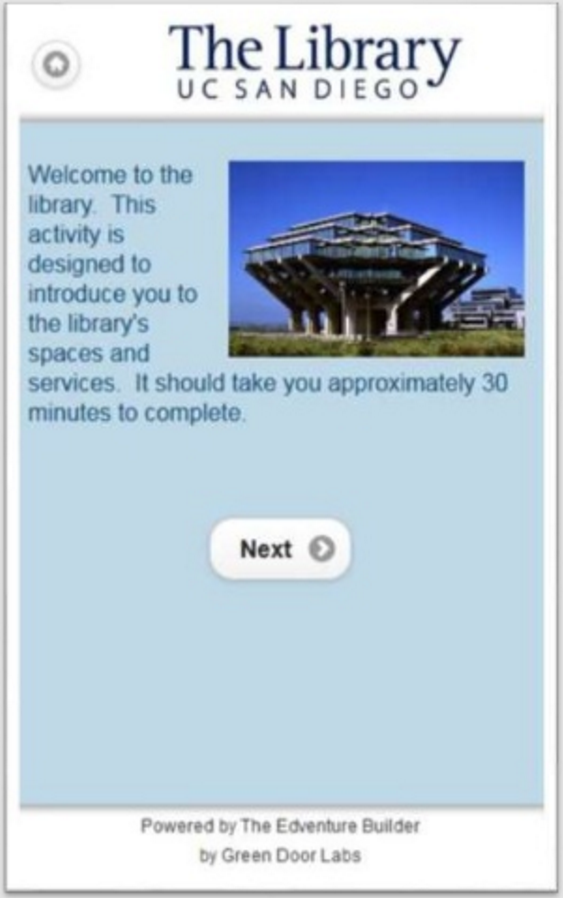 The Library
UC SAN DIEGO
Welcome to the
library.  This
activity is
designed to
introduce you to
the library's
spaces and
services.  It should take you approximately 30
minutes to complete.
Next
Powered by The Edventure Builder
by Green Door Labs